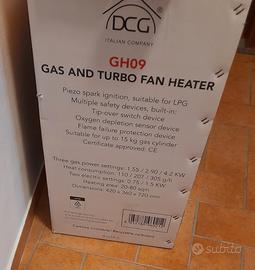 DCG
ITALIAN COMPANY
GH09
GAS AND TURBO FAN HEATER
Piezo spark ignition, suitable for LPG
Multiple safety devices, built-in:
Tip-over switch device
Oxygen depletion sensor device
Flame failure protection device
Suitable for up to 15 kg gas cylinder
Certificate approved: CE
Three gas power settings: 1.55 / 2.90 / 4.2 KW
Heat consumption: 110 / 207 / 305 g/h
Two electric settings: 0.75 / 1.5 KW
Heating area: 20-80 sqm
Dimensions: 420 x 360 x 720 mm
subito